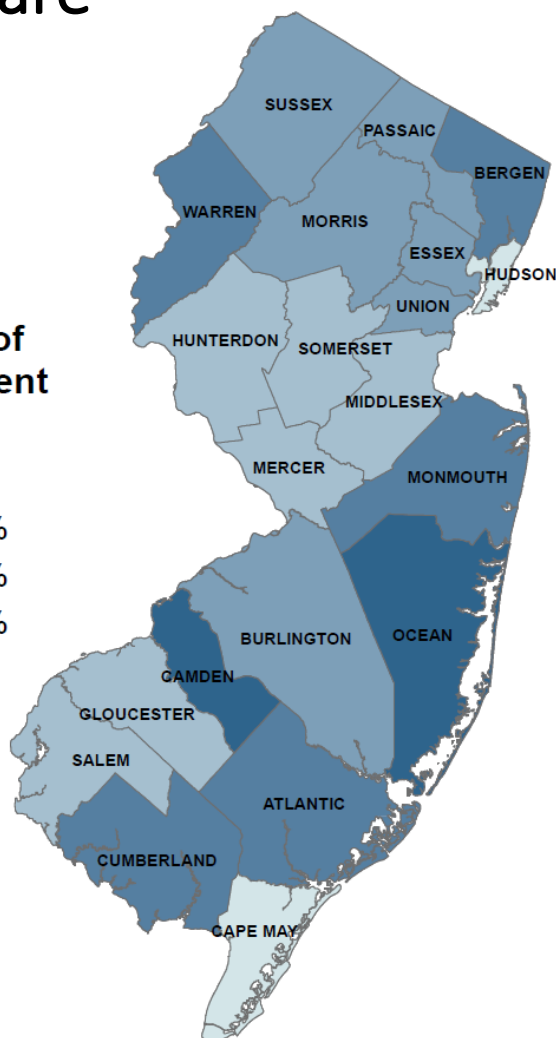 of
ent
%
%
%
SUSSEX
PASSAIC
BERGEN
WARREN
MORRIS
ESSEX
HUDSON
UNION
HUNTERDON
SOMERSET
MIDDLESEX
MERCER
MONMOUTH
OCEAN
BURLINGTON
CAMDEN
GLOUCESTER
SALEM
ATLANTIC
CUMBERLAND
CAPE MAY